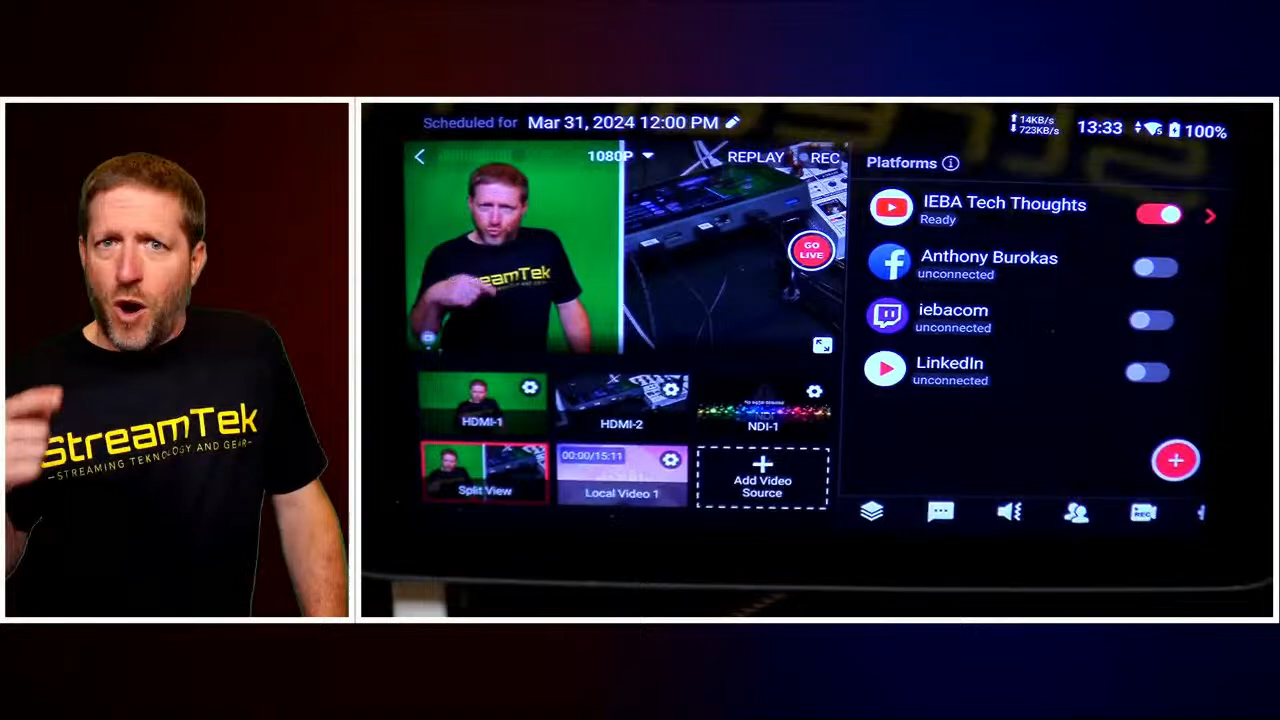 StreamTek
-STREAMING TEKNOLOGY AND GEAR-
Scheduled for Mar 31, 2024 12:00 PM
14KB/s
723KB/s
13:33
100%
1080P
REPLAY
REC
GO
LIVE
Platforms
IEBA Tech Thoughts
Ready
Anthony Burokas
unconnected
iebacom
unconnected
LinkedIn
unconnected
HDMI-1
HDMI-2
NDI-1
Split View
00:00/15:11
Local Video 1
Add Video
Source
REC